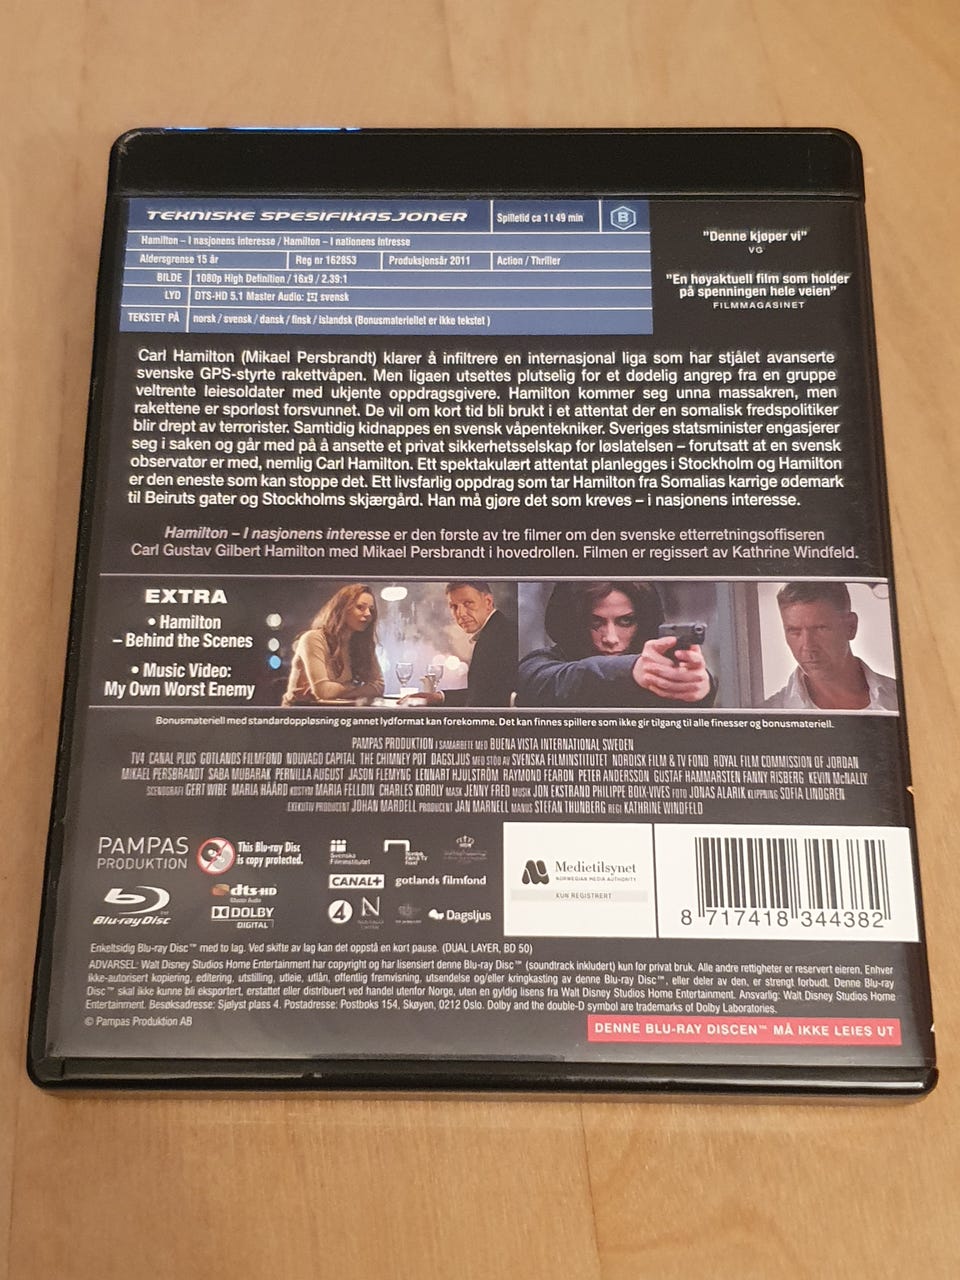 TEKNISKE SPESIFIKASJONER
Spilletid ca 1 t 49 min
B
Hamilton – I nasjonens interesse / Hamilton – I nationens intresse
Aldersgrense 15 år
Reg nr 162853
Produksjonsår 2011
Action / Thriller
BILDE 1080p High Definition / 16x9 / 2.39:1
LYD DTS-HD 5.1 Master Audio: svensk
TEKSTET PÅ norsk / svensk / dansk / finsk / islandsk (Bonusmateriellet er ikke tekstet )
"Denne kjøper vi"
VG
"En høyaktuell film som holder
på spenningen hele veien"
FILMMAGASINET
Carl Hamilton (Mikael Persbrandt) klarer å infiltrere en internasjonal liga som har stjålet avanserte
svenske GPS-styrte rakettvåpen. Men ligaen utsettes plutselig for et dødelig angrep fra en gruppe
veltrente leiesoldater med ukjente oppdragsgivere. Hamilton kommer seg unna massakren, men
rakettene er sporløst forsvunnet. De vil om kort tid bli brukt i et attentat der en somalisk fredspolitiker
blir drept av terrorister. Samtidig kidnappes en svensk våpentekniker. Sveriges statsminister engasjerer
seg i saken og går med på å ansette et privat sikkerhetsselskap for løslatelsen – forutsatt at en svensk
observatør er med, nemlig Carl Hamilton. Ett spektakulært attentat planlegges i Stockholm og Hamilton
er den eneste som kan stoppe det. Ett livsfarlig oppdrag som tar Hamilton fra Somalias karrige ødemark
til Beiruts gater og Stockholms skjærgård. Han må gjøre det som kreves – i nasjonens interesse.
Hamilton – I nasjonens interesse er den første av tre filmer om den svenske etterretningsoffiseren
Carl Gustav Gilbert Hamilton med Mikael Persbrandt i hovedrollen. Filmen er regissert av Kathrine Windfeld.
EXTRA
• Hamilton
– Behind the Scenes
• Music Video:
My Own Worst Enemy
Bonusmateriell med standardoppløsning og annet lydformat kan forekomme. Det kan finnes spillere som ikke gir tilgang til alle finesser og bonusmateriell.
PAMPAS PRODUKTION I SAMARBETE MED BUENA VISTA INTERNATIONAL SWEDEN
TV4 CANAL PLUS GOTLANDS FILMFOND NOUVAGO CAPITAL THE CHIMNEY POT DAGSLJUS MED STÖD AV SVENSKA FILMINSTITUTET NORDISK FILM & TV FOND ROYAL FILM COMMISSION OF JORDAN
MIKAEL PERSBRANDT SABA MUBARAK PERNILLA AUGUST JASON FLEMYNG LENNART HJULSTRÖM RAYMOND FEARON PETER ANDERSSON GUSTAF HAMMARSTEN FANNY RISBERG KEVIN McNALLY
SCENOGRAFI GERT WIBE MARIA HÅÅRD KOSTYM MARIA FELLDIN CHARLES KOROLY MASK JENNY FRED MUSIK JON EKSTRAND PHILIPPE BOIX-VIVES FOTO JONAS ALARIK KLIPPNING SOFIA LINDGREN
EXEKUTIV PRODUCENT JOHAN MARDELL PRODUCENT JAN MARNELL MANUS STEFAN THUNBERG REGI KATHRINE WINDFELD
PAMPAS
PRODUKTION
This Blu-ray Disc
is copy protected.
Svenska
Filminstitutet
Nordisk
Film & TV
Fond
Blu-ray Disc™
dts-HD
Master Audio
DOLBY
DIGITAL
CANAL+
gotlands filmfond
4
N
Dagsljus
Medietilsynet
NORWEGIAN MEDIA AUTHORITY
KUN REGISTRERT
8 717418 344382
Enkeltsidig Blu-ray Disc™ med to lag. Ved skifte av lag kan det oppstå en kort pause. (DUAL LAYER, BD 50)
ADVARSEL: Walt Disney Studios Home Entertainment har copyright og har lisensiert denne Blu-ray Disc™ (soundtrack inkludert) kun for privat bruk. Alle andre rettigheter er reservert eieren. Enhver
ikke-autorisert kopiering, editering, utstilling, utleie, utlån, offentlig fremvisning, utsendelse og/eller kringkasting av denne Blu-ray Disc™, eller deler av den, er strengt forbudt. Denne Blu-ray
Disc™ skal ikke kunne bli eksportert, erstattet eller distribuert ved handel utenfor Norge, uten en gyldig lisens fra Walt Disney Studios Home Entertainment. Ansvarlig: Walt Disney Studios Home
Entertainment. Besøksadresse: Sjølyst plass 4. Postadresse: Postboks 154, Skøyen, 0212 Oslo. Dolby and the double-D symbol are trademarks of Dolby Laboratories.
© Pampas Produktion AB
DENNE BLU-RAY DISCEN™ MÅ IKKE LEIES UT